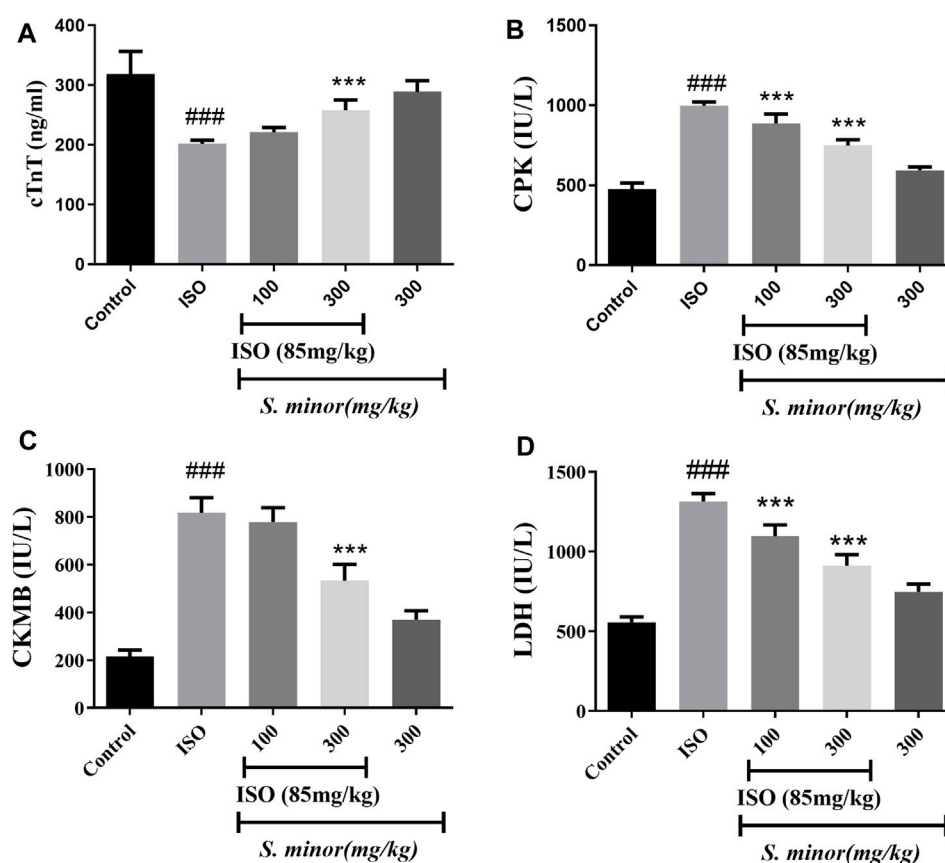 A
cTnT (ng/ml)
400
300
200
100
0
###
***
Control
ISO
100
300
300
ISO (85mg/kg)
S. minor(mg/kg)
B
CPK (IU/L)
1500
1000
500
0
###
***
***
Control
ISO
100
300
300
ISO (85mg/kg)
S. minor(mg/kg)
C
CKMB (IU/L)
1000
800
600
400
200
0
###
***
Control
ISO
100
300
300
ISO (85mg/kg)
S. minor(mg/kg)
D
LDH (IU/L)
1500
1000
500
0
###
***
***
Control
ISO
100
300
300
ISO (85mg/kg)
S. minor(mg/kg)